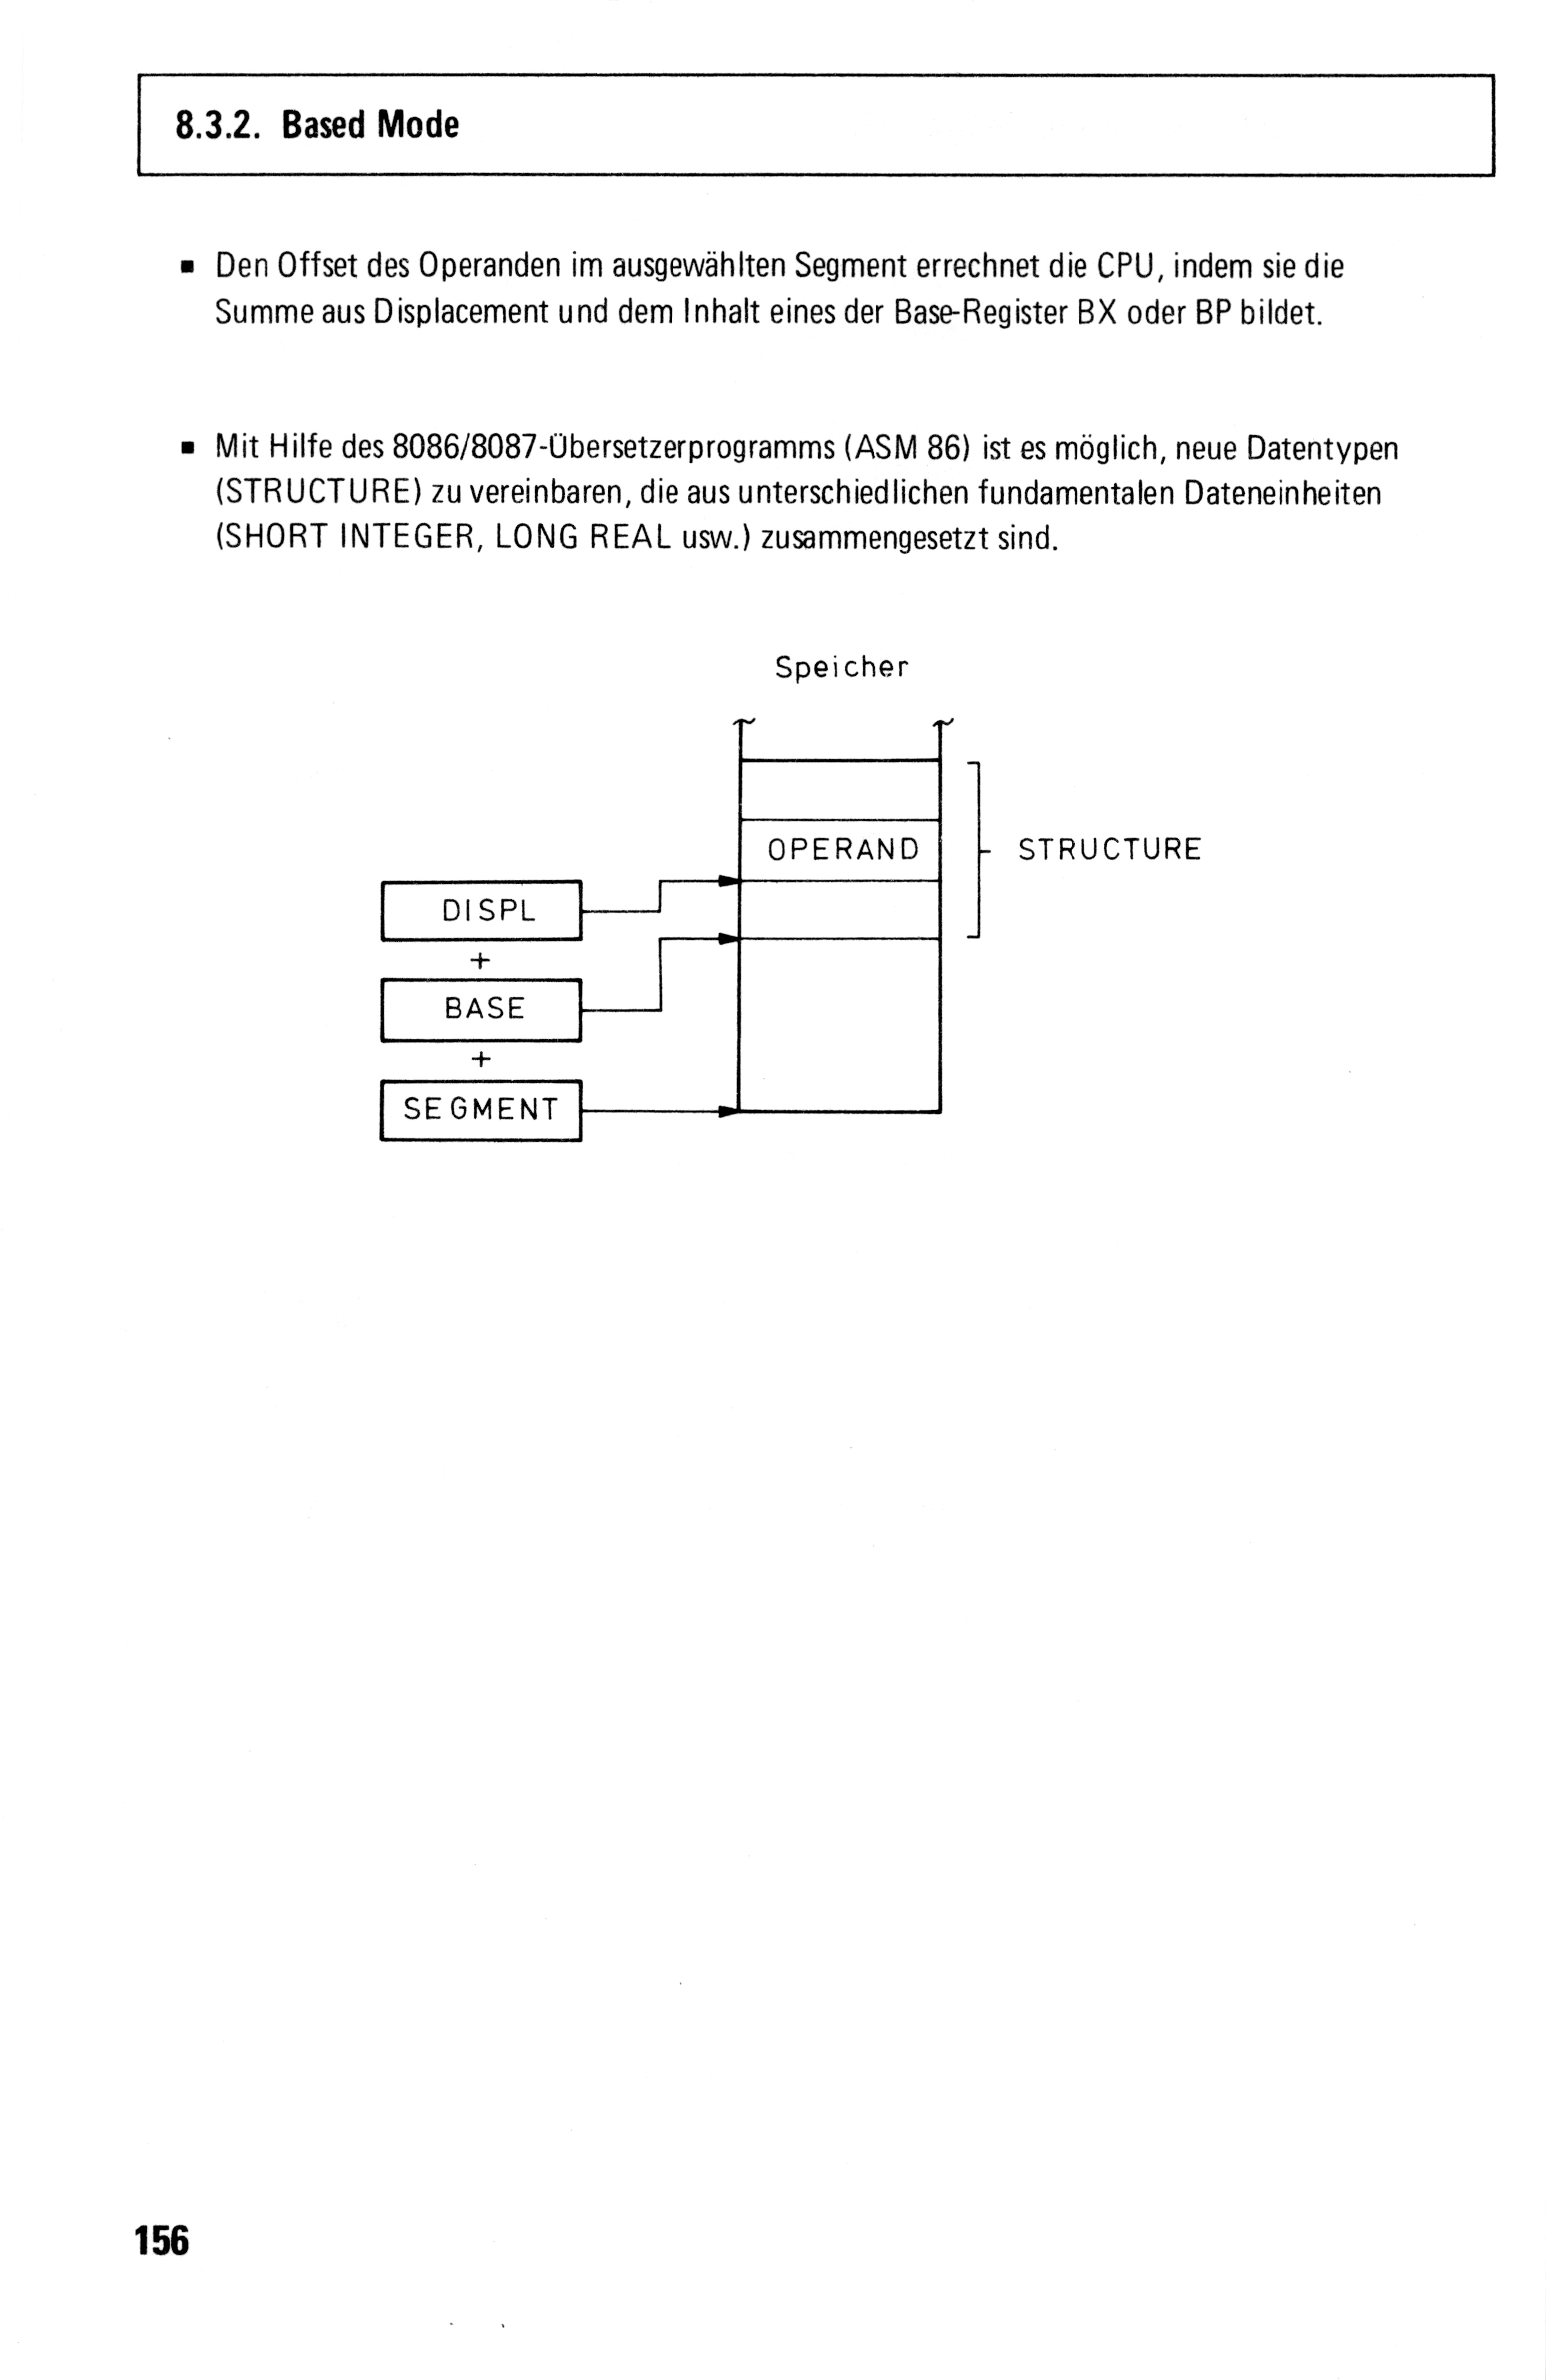 8.3.2. Based Mode
▪ Den Offset des Operanden im ausgewählten Segment errechnet die CPU, indem sie die
Summe aus Displacement und dem Inhalt eines der Base-Register BX oder BP bildet.
▪ Mit Hilfe des 8086/8087-Übersetzerprogramms (ASM 86) ist es möglich, neue Datentypen
(STRUCTURE) zu vereinbaren, die aus unterschiedlichen fundamentalen Dateneinheiten
(SHORT INTEGER, LONG REAL usw.) zusammengesetzt sind.
Speicher
OPERAND
STRUCTURE
DISPL
+
BASE
+
SEGMENT
156